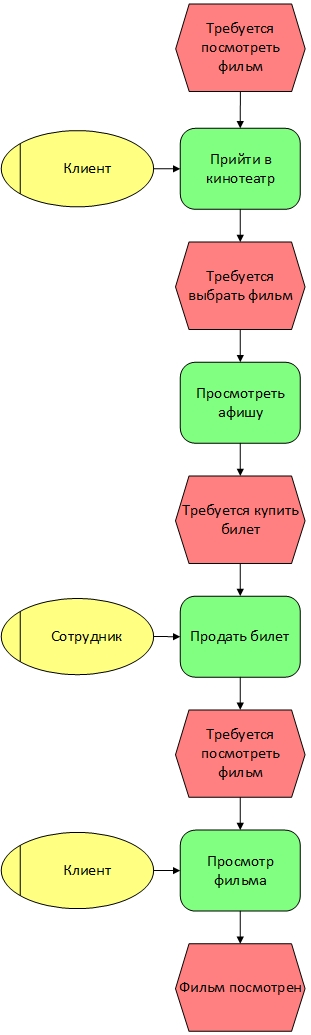 Требуется
посмотреть
фильм
Клиент
Прийти в
кинотеатр
Требуется
выбрать фильм
Просмотреть
афишу
Требуется купить
билет
Сотрудник
Продать билет
Требуется
посмотреть
фильм
Клиент
Просмотр
фильма
Фильм посмотрен